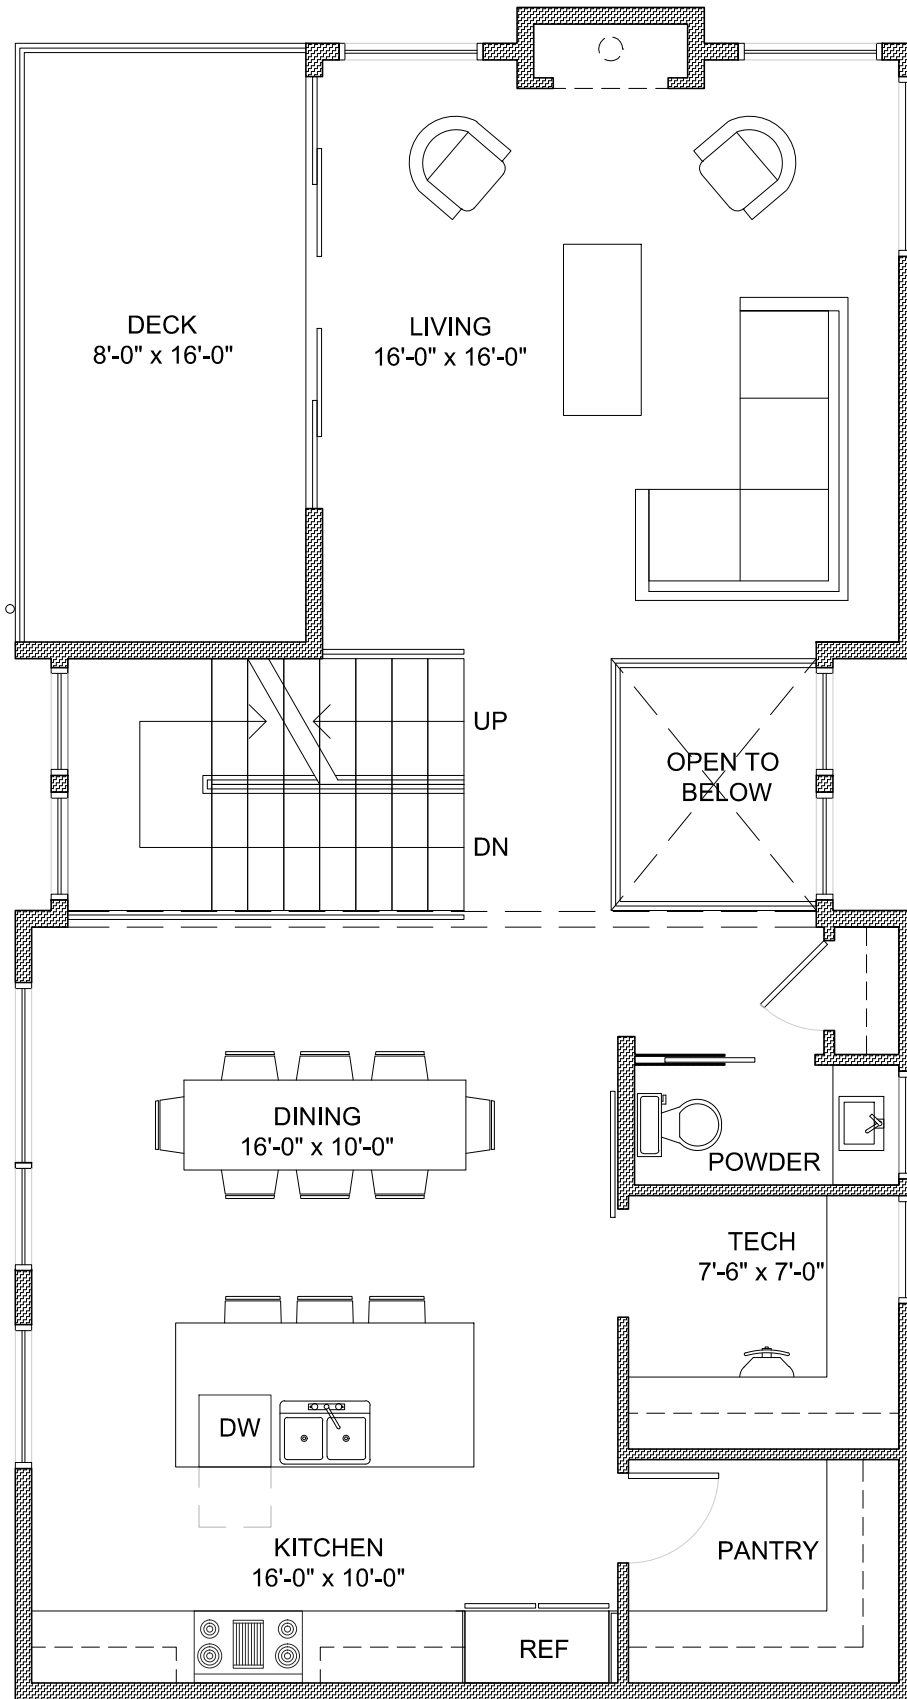 DECK
8'-0" x 16'-0"
LIVING
16'-0" x 16'-0"
UP
OPEN TO
BELOW
DN
DINING
16'-0" x 10'-0"
POWDER
TECH
7'-6" x 7'-0"
DW
KITCHEN
16'-0" x 10'-0"
PANTRY
REF